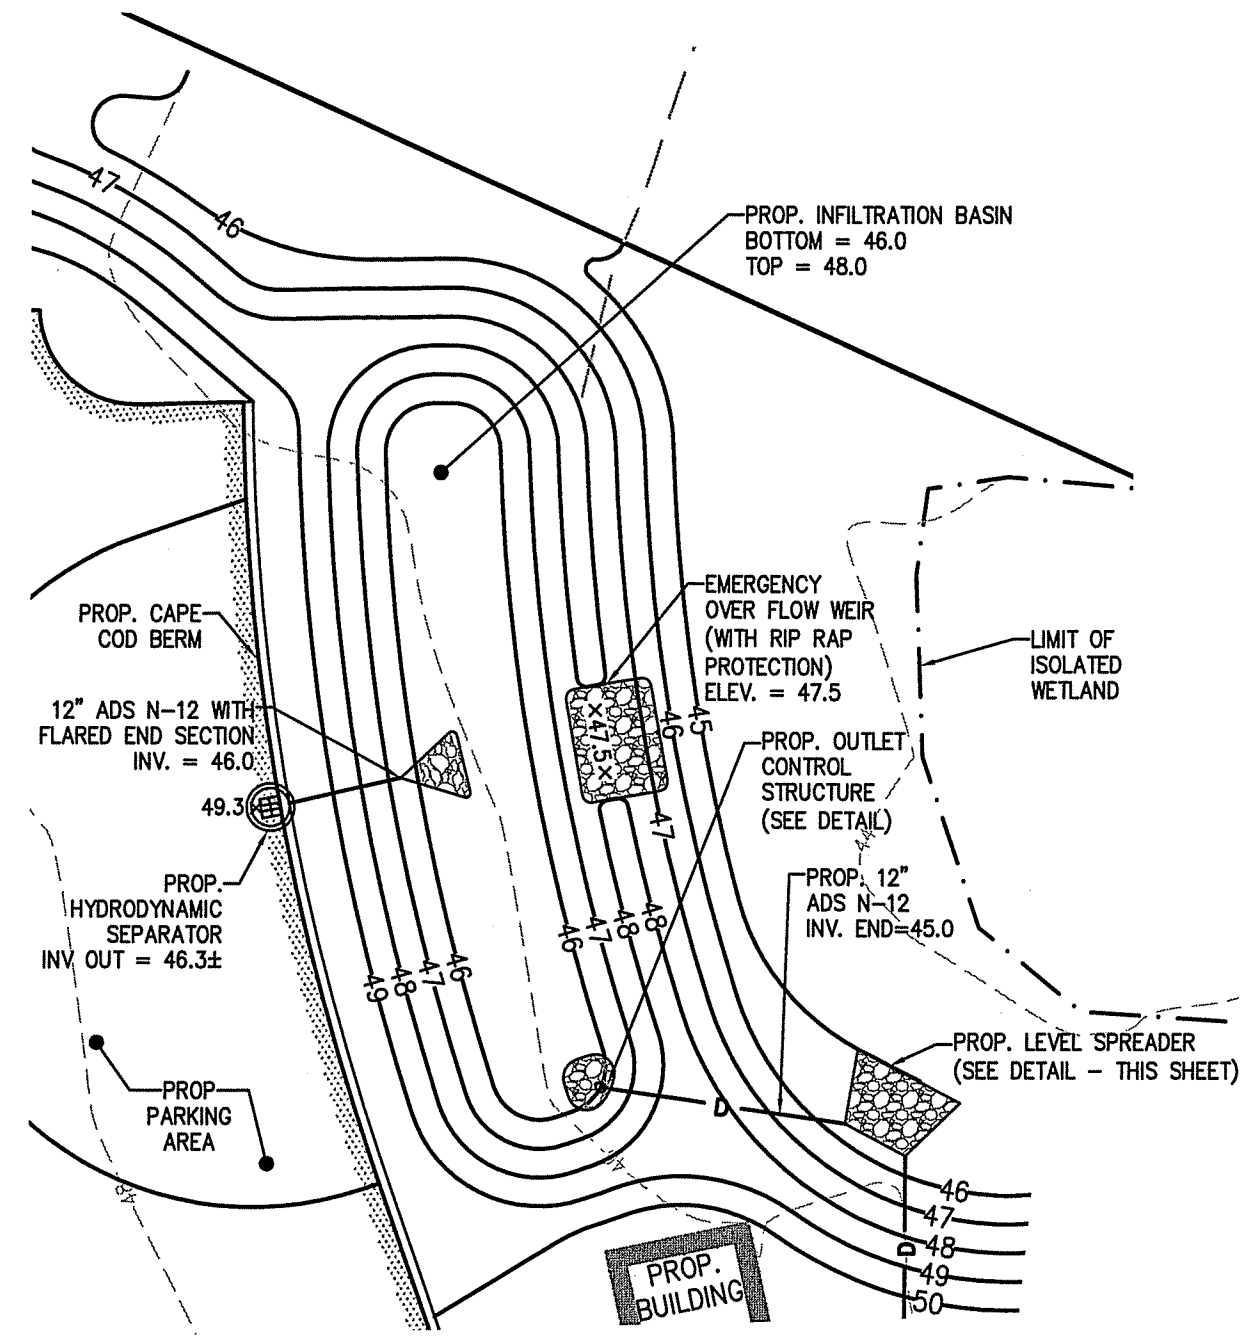 47
46
PROP. INFILTRATION BASIN
BOTTOM = 46.0
TOP = 48.0
EMERGENCY
OVER FLOW WEIR
(WITH RIP RAP
PROTECTION)
ELEV. = 47.5
PROP. CAPE
COD BERM
LIMIT OF
ISOLATED
WETLAND
12" ADS N-12 WITH
FLARED END SECTION
INV. = 46.0
49.3
×47.5×
46
45
47
PROP. OUTLET
CONTROL
STRUCTURE
(SEE DETAIL)
44
PROP. 12"
ADS N-12
INV. END=45.0
PROP.
HYDRODYNAMIC
SEPARATOR
INV OUT = 46.3±
49
48
47
46
46
47
48
48
PROP. LEVEL SPREADER
(SEE DETAIL - THIS SHEET)
PROP
PARKING
AREA
D
46
47
48
49
50
D
PROP.
BUILDING